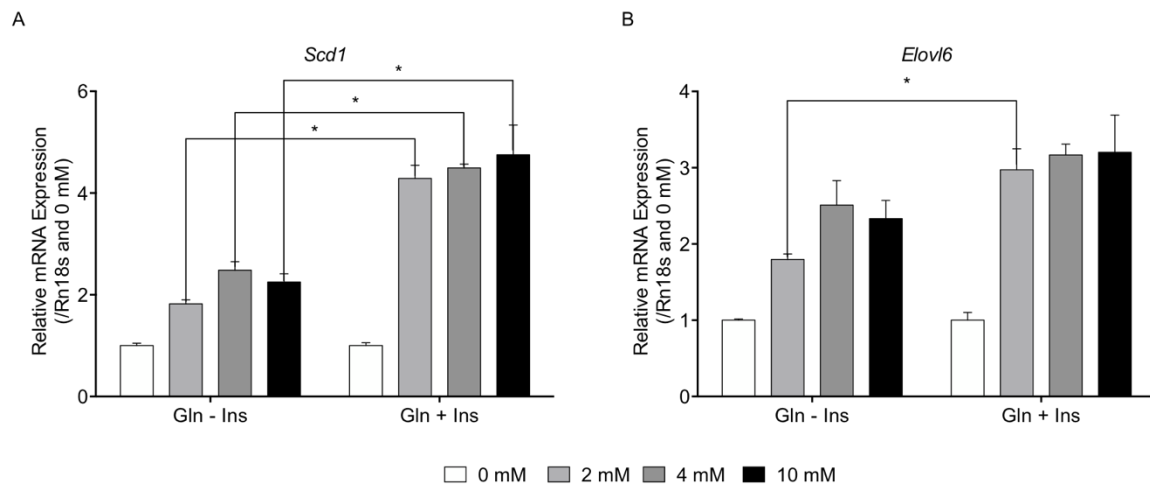 A
Scd1
*
*
*
Relative mRNA Expression
(/Rn18s and 0 mM)
6
4
2
0
Gln - Ins
Gln + Ins
B
Elovl6
*
Relative mRNA Expression
(/Rn18s and 0 mM)
4
3
2
1
0
Gln - Ins
Gln + Ins
0 mM
2 mM
4 mM
10 mM